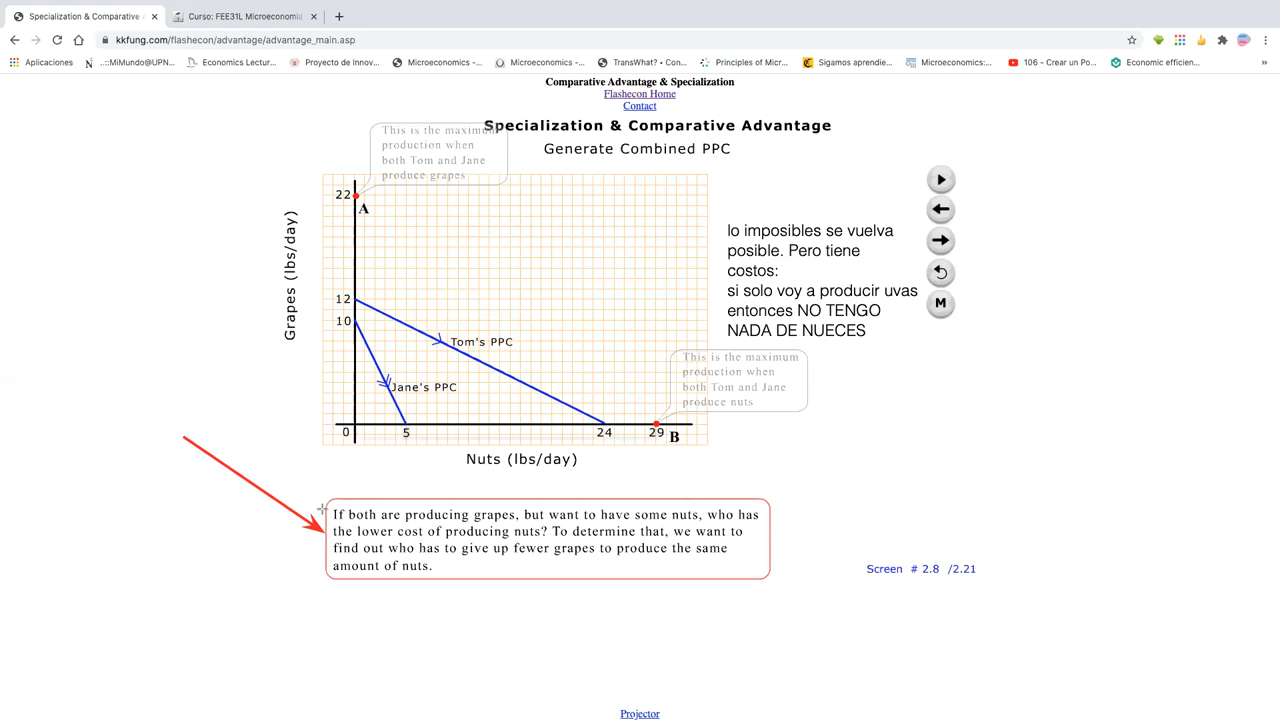 Specialization & Comparative A
Curso: FEE31L Microeconomia
kkfung.com/flashecon/advantage/advantage_main.asp
Aplicaciones
..::MiMundo@UPN...
Economics Lectur...
Proyecto de Innov...
Microeconomics -...
Microeconomics -...
TransWhat? • Con...
Principles of Micr...
Sigamos aprendie...
Microeconomics:...
106 - Crear un Po...
Economic efficien...
Comparative Advantage & Specialization
Flashecon Home
Contact
Specialization & Comparative Advantage
Generate Combined PPC
This is the maximum
production when
both Tom and Jane
produce grapes
22
A
Grapes (lbs/day)
12
10
Tom's PPC
Jane's PPC
lo imposibles se vuelva
posible. Pero tiene
costos:
si solo voy a producir uvas
entonces NO TENGO
NADA DE NUECES
M
This is the maximum
production when
both Tom and Jane
produce nuts
0
5
24
29
B
Nuts (lbs/day)
If both are producing grapes, but want to have some nuts, who has
the lower cost of producing nuts? To determine that, we want to
find out who has to give up fewer grapes to produce the same
amount of nuts.
Screen # 2.8 /2.21
Projector